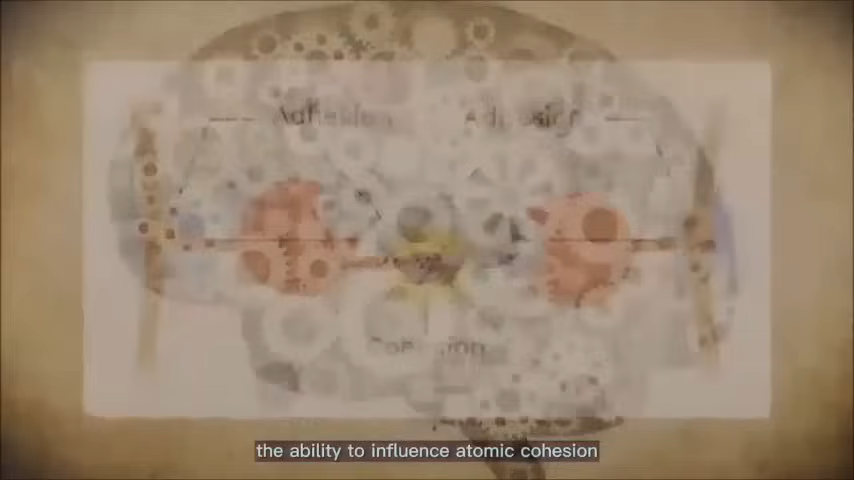 Adhesion Adhesion
Cohesion
the ability to influence atomic cohesion